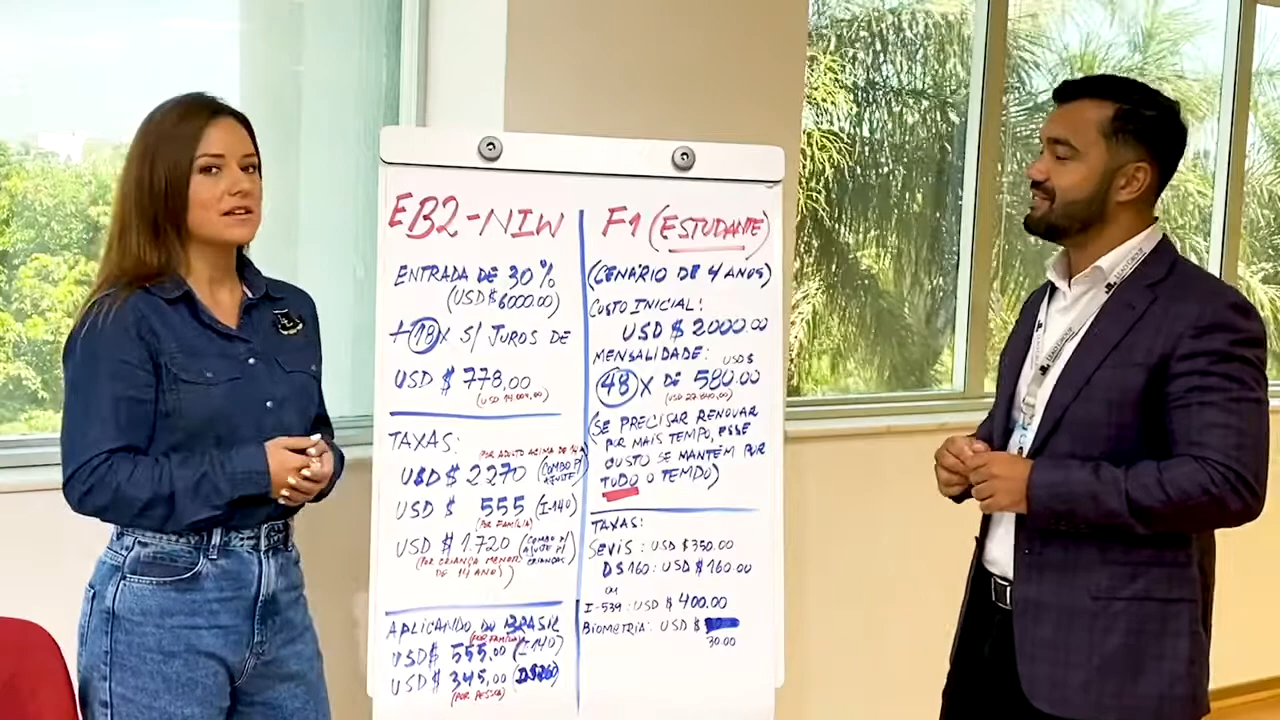 EB2-NIW
ENTRADA DE 30%
(USD $6000.00)
+ 18X S/ JUROS DE
USD $ 778,00
(USD 14.004,00)
TAXAS:
(POR ADULTO ACIMA DE 14A
USD $ 2270 (COMBO P/
AJUSTE)
USD $ 555 (I-140)
(POR FAMÍLIA)
USD $ 1.720 (COMBO P/
AJUSTE P/
CRIANÇAS)
(POR CRIANÇA MENOR
DE 14 ANOS)
APLICANDO DO BRASIL
(POR FAMÍLIA)
USD$ 555,00 (I-140)
USD $ 345,00
(POR PESSOA)
F1 (ESTUDANTE)
(CENÁRIO DE 4 ANOS)
CUSTO INICIAL:
USD $ 2000.00
MENSALIDADE: USD $
48 X DE 580.00
(USD 27.840,00)
(SE PRECISAR RENOVAR
POR MAIS TEMPO, ESSE
CUSTO SE MANTEM POR
TUDO O TEMPO)
TAXAS:
SEVIS: USD $350.00
DS160: USD $160.00
OU
I-539: USD $400.00
BIOMETRIA: USD $
30.00